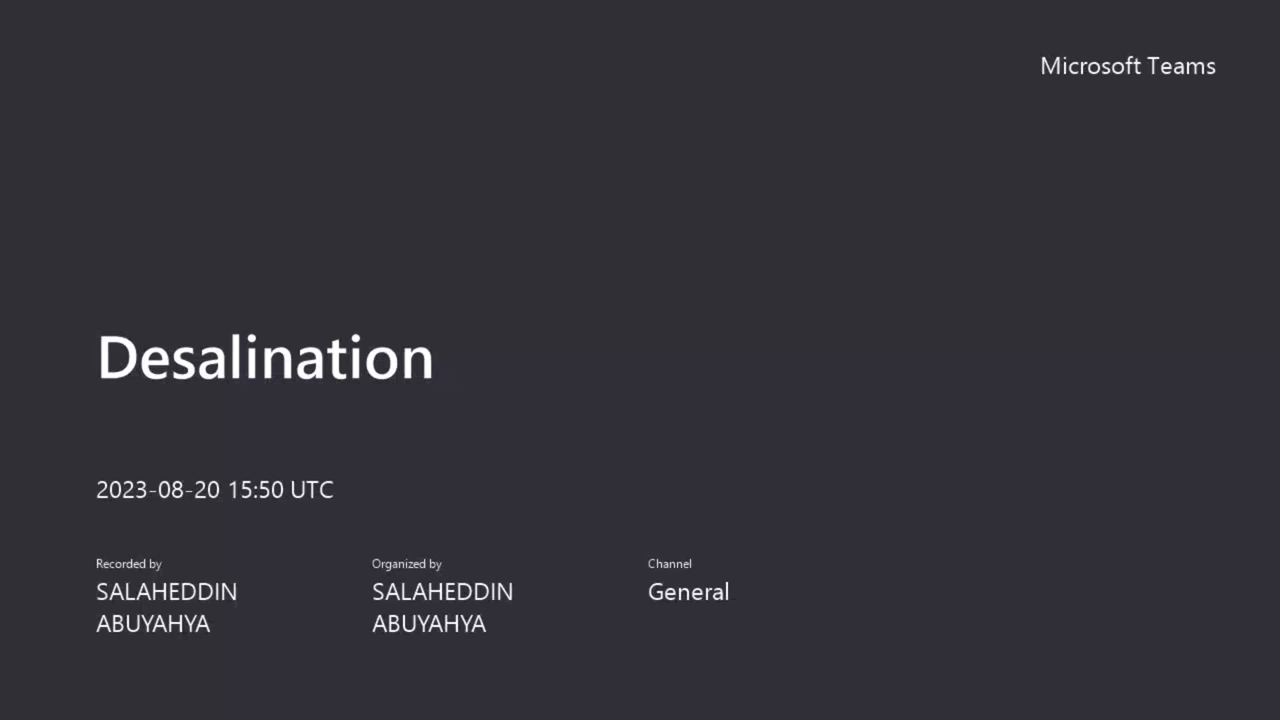 Microsoft Teams
Desalination
2023-08-20 15:50 UTC
Recorded by
SALAHEDDIN
ABUYAHYA
Organized by
SALAHEDDIN
ABUYAHYA
Channel
General